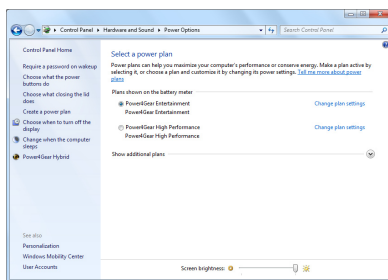 Control Panel ▸ Hardware and Sound ▸ Power Options
Search Control Panel
Control Panel Home
Require a password on wakeup
Choose what the power
buttons do
Choose what closing the lid
does
Create a power plan
Choose when to turn off the
display
Change when the computer
sleeps
Power4Gear Hybrid
See also
Personalization
Windows Mobility Center
User Accounts
Select a power plan
Power plans can help you maximize your computer's performance or conserve energy. Make a plan active by
selecting it, or choose a plan and customize it by changing its power settings. Tell me more about power
plans
Plans shown on the battery meter
Power4Gear Entertainment Change plan settings
Power4Gear Entertainment
Power4Gear High Performance Change plan settings
Power4Gear High Performance
Show additional plans
Screen brightness: